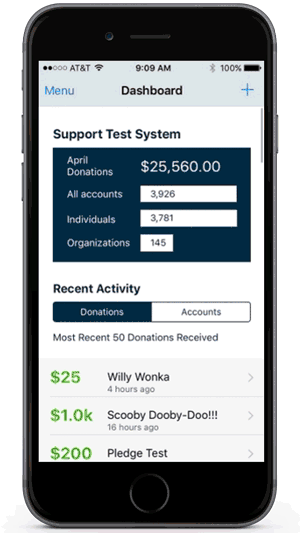 AT&T 9:09 AM 100%
Menu Dashboard +
Support Test System
April
Donations $25,560.00
All accounts 3,926
Individuals 3,781
Organizations 145
Recent Activity
Donations Accounts
Most Recent 50 Donations Received
$25 Willy Wonka
4 hours ago
$1.0k Scooby Dooby-Doo!!!
16 hours ago
$200 Pledge Test